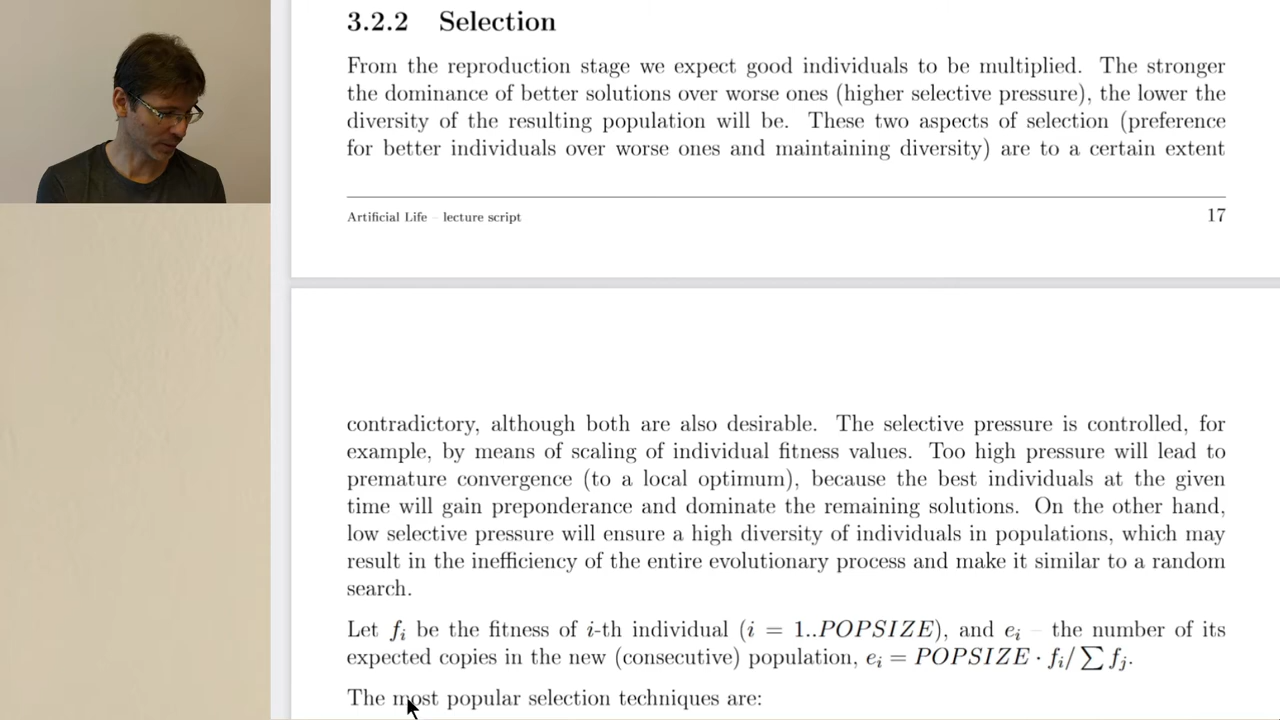 3.2.2 Selection
From the reproduction stage we expect good individuals to be multiplied. The stronger
the dominance of better solutions over worse ones (higher selective pressure), the lower the
diversity of the resulting population will be. These two aspects of selection (preference
for better individuals over worse ones and maintaining diversity) are to a certain extent
Artificial Life – lecture script 17
contradictory, although both are also desirable. The selective pressure is controlled, for
example, by means of scaling of individual fitness values. Too high pressure will lead to
premature convergence (to a local optimum), because the best individuals at the given
time will gain preponderance and dominate the remaining solutions. On the other hand,
low selective pressure will ensure a high diversity of individuals in populations, which may
result in the inefficiency of the entire evolutionary process and make it similar to a random
search.
Let fᵢ be the fitness of i-th individual (i = 1..POPSIZE), and eᵢ – the number of its
expected copies in the new (consecutive) population, eᵢ = POPSIZE · fᵢ/∑ fⱼ.
The most popular selection techniques are: